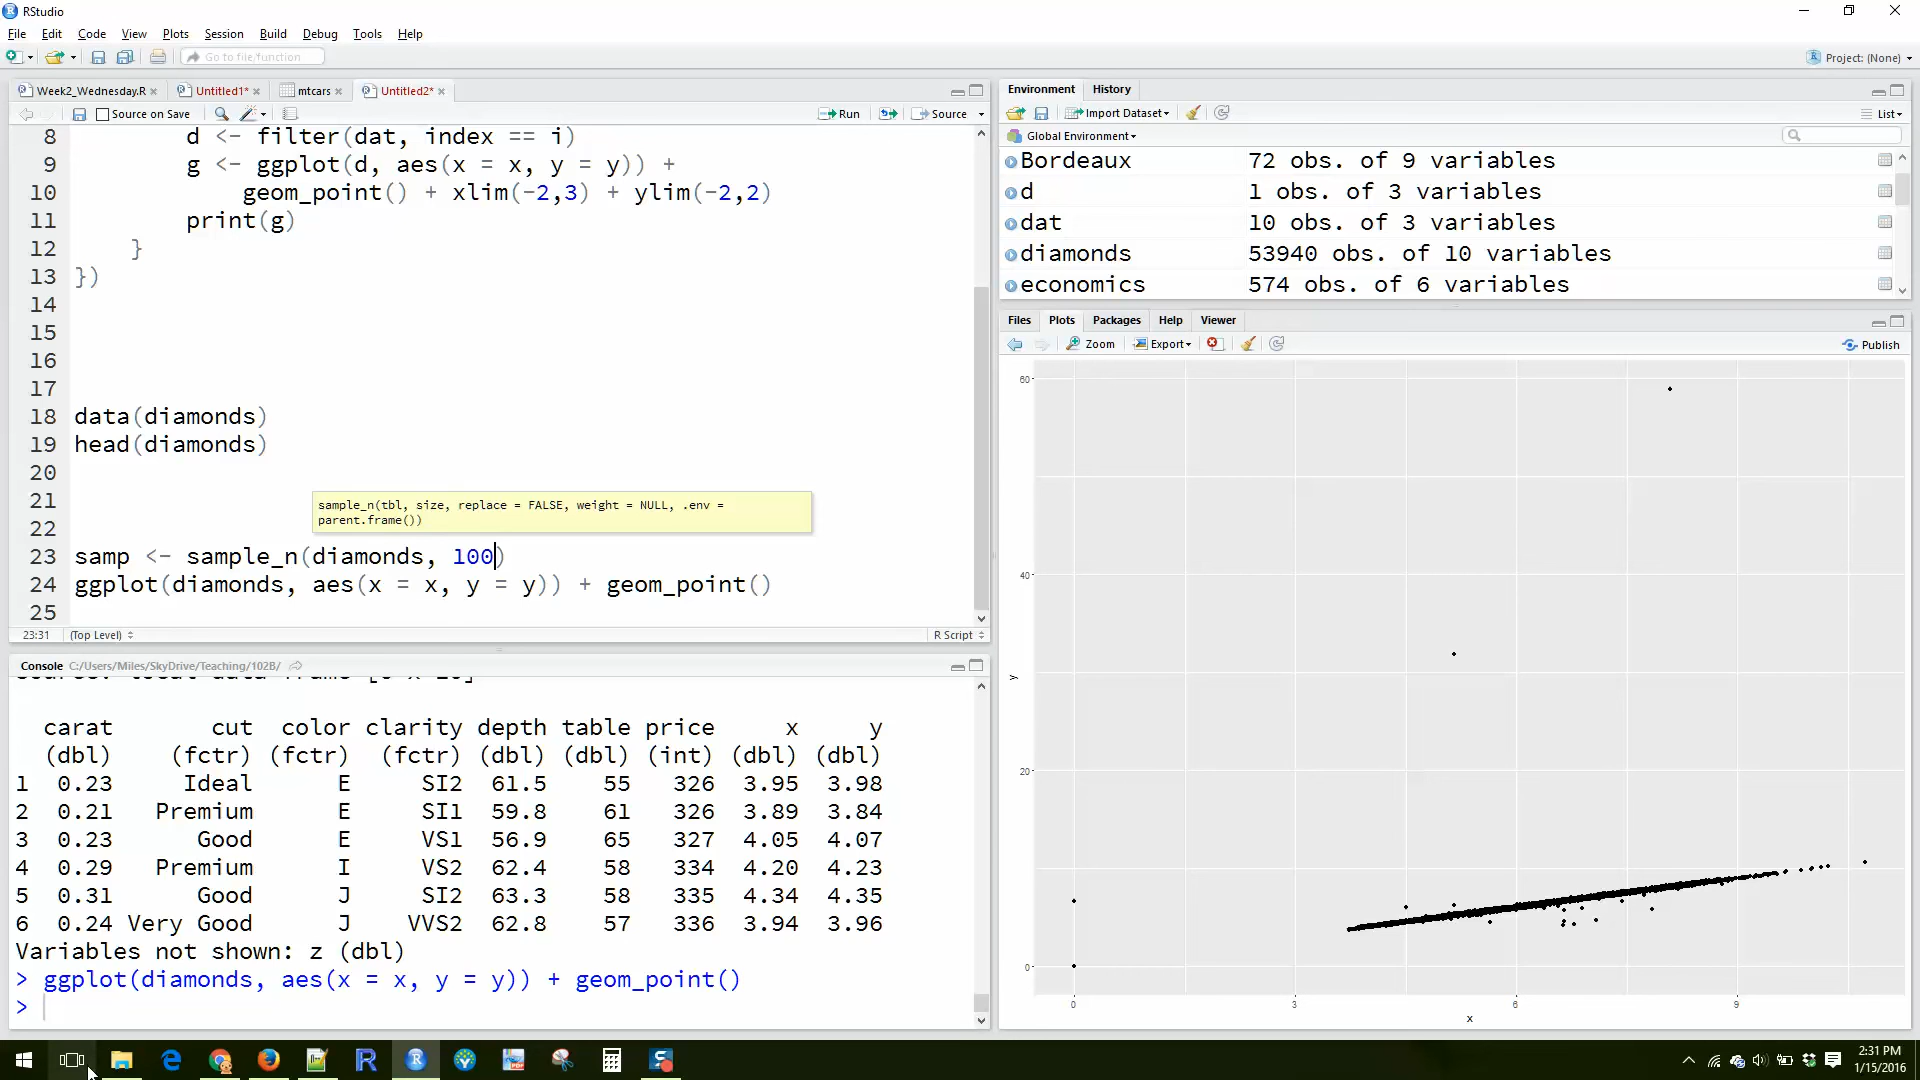 RStudio
File Edit Code View Plots Session Build Debug Tools Help
Go to file/function
Project: (None)
Week2_Wednesday.R Untitled1* mtcars Untitled2*
Source on Save Run Source
8 d <- filter(dat, index == i)
9 g <- ggplot(d, aes(x = x, y = y)) +
10 geom_point() + xlim(-2,3) + ylim(-2,2)
11 print(g)
12 }
13 })
14
15
16
17
18 data(diamonds)
19 head(diamonds)
20
21
22
sample_n(tbl, size, replace = FALSE, weight = NULL, .env =
parent.frame())
23 samp <- sample_n(diamonds, 100)
24 ggplot(diamonds, aes(x = x, y = y)) + geom_point()
25
23:31 (Top Level) R Script
Console C:/Users/Miles/SkyDrive/Teaching/102B/
carat cut color clarity depth table price x y
(dbl) (fctr) (fctr) (fctr) (dbl) (dbl) (int) (dbl) (dbl)
1 0.23 Ideal E SI2 61.5 55 326 3.95 3.98
2 0.21 Premium E SI1 59.8 61 326 3.89 3.84
3 0.23 Good E VS1 56.9 65 327 4.05 4.07
4 0.29 Premium I VS2 62.4 58 334 4.20 4.23
5 0.31 Good J SI2 63.3 58 335 4.34 4.35
6 0.24 Very Good J VVS2 62.8 57 336 3.94 3.96
Variables not shown: z (dbl)
> ggplot(diamonds, aes(x = x, y = y)) + geom_point()
>
Environment History
Import Dataset List
Global Environment
Bordeaux 72 obs. of 9 variables
d 1 obs. of 3 variables
dat 10 obs. of 3 variables
diamonds 53940 obs. of 10 variables
economics 574 obs. of 6 variables
Files Plots Packages Help Viewer
Zoom Export Publish
60
40
y
20
0
0 3 6 9
x
2:31 PM
1/15/2016